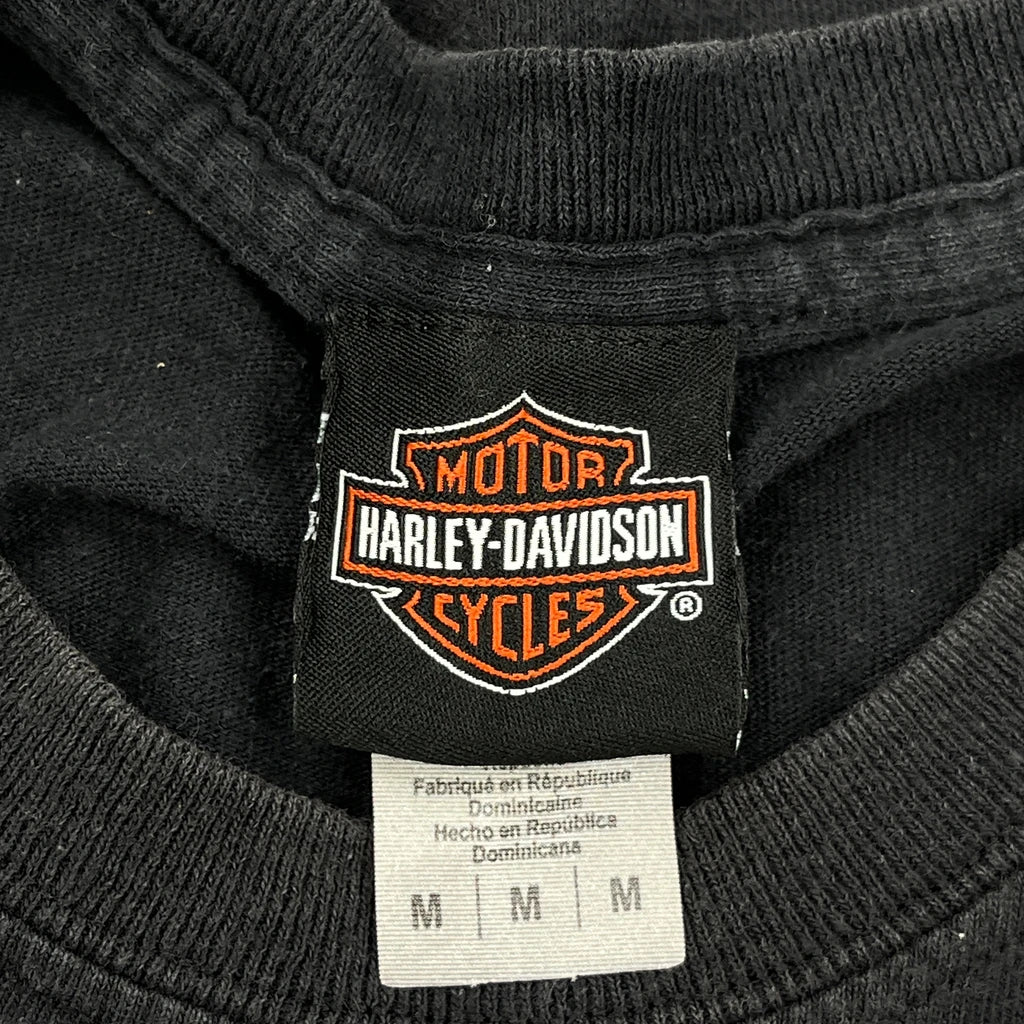 MOTOR
HARLEY-DAVIDSON
CYCLES
®
Fabriqué en République
Dominicaine
Hecho en República
Dominicana
M | M | M